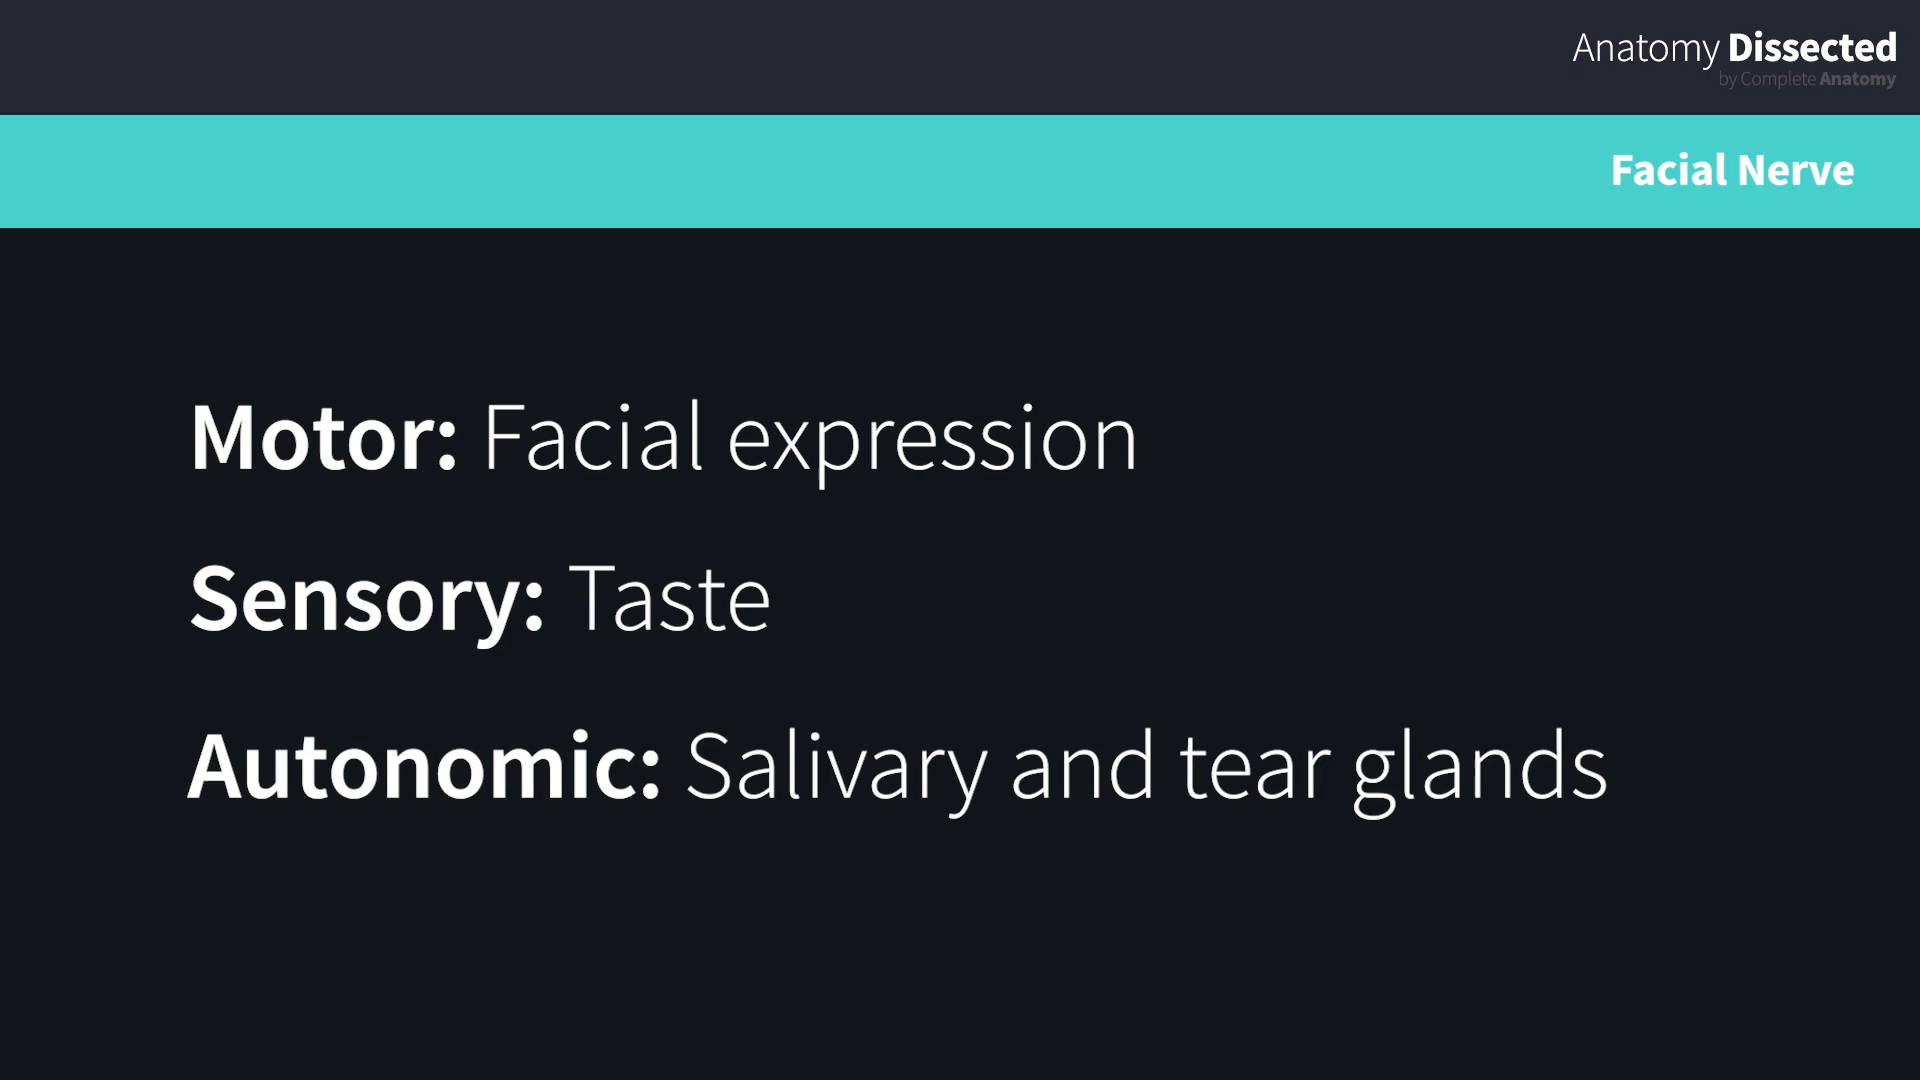 Anatomy Dissected
by Complete Anatomy
Facial Nerve
Motor: Facial expression
Sensory: Taste
Autonomic: Salivary and tear glands